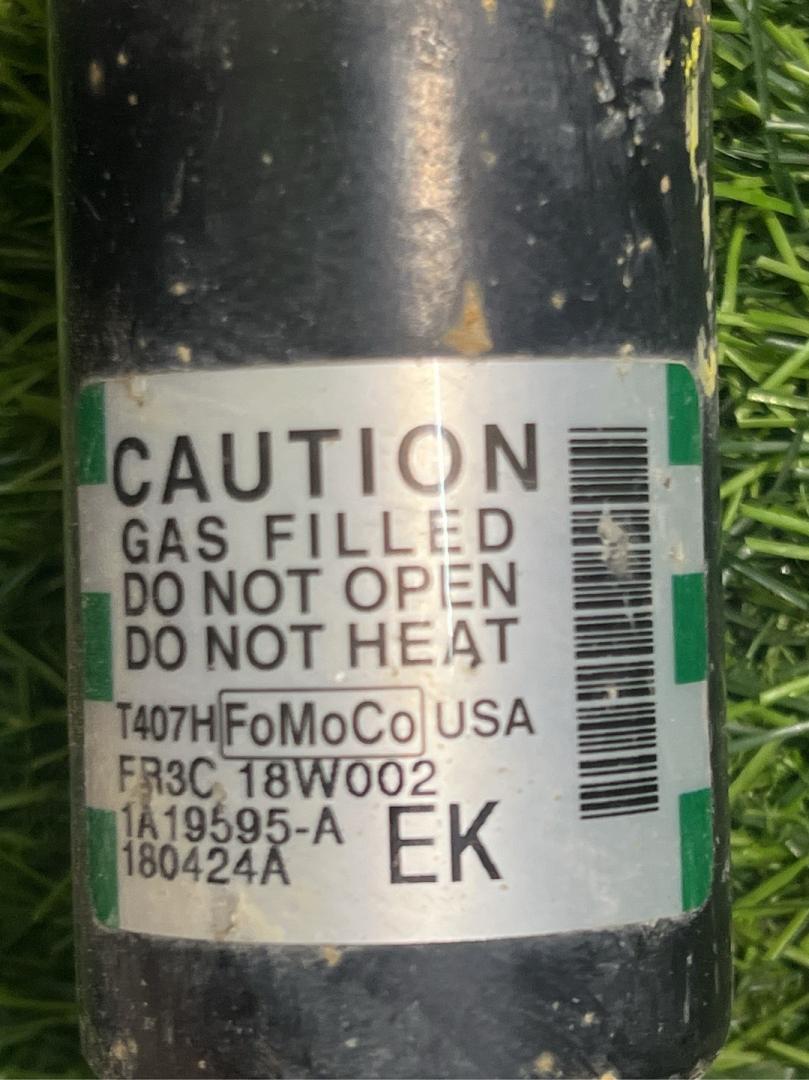 CAUTION
GAS FILLED
DO NOT OPEN
DO NOT HEAT
T407H FoMoCo USA
FR3C 18W002
1A19595-A
EK
180424A